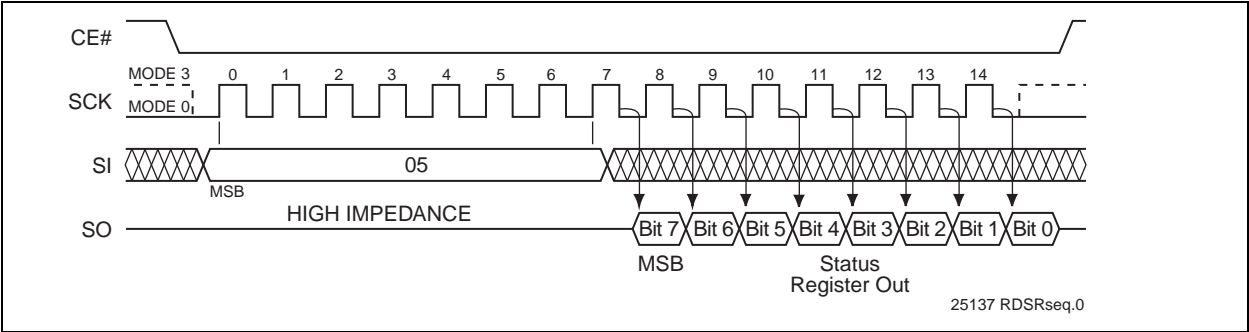 CE#
MODE 3 0 1 2 3 4 5 6 7 8 9 10 11 12 13 14
SCK
MODE 0
SI 05
MSB
HIGH IMPEDANCE
SO Bit 7 Bit 6 Bit 5 Bit 4 Bit 3 Bit 2 Bit 1 Bit 0
MSB Status
Register Out
25137 RDSRseq.0